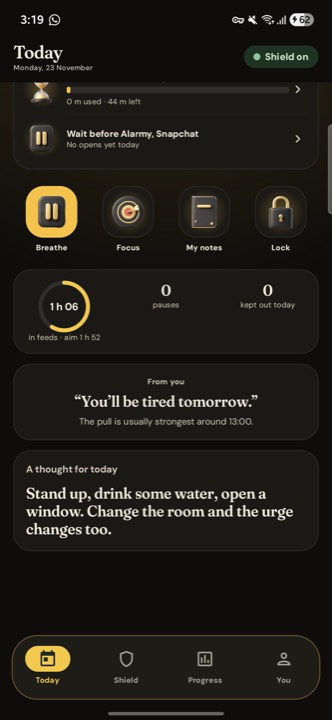 3:19
62
Today
Monday, 23 November
Shield on
0 m used · 44 m left
Wait before Alarmy, Snapchat
No opens yet today
Breathe
Focus
My notes
Lock
1 h 06
in feeds · aim 1 h 52
0
pauses
0
kept out today
From you
“You’ll be tired tomorrow.”
The pull is usually strongest around 13:00.
A thought for today
Stand up, drink some water, open a
window. Change the room and the urge
changes too.
Today
Shield
Progress
You